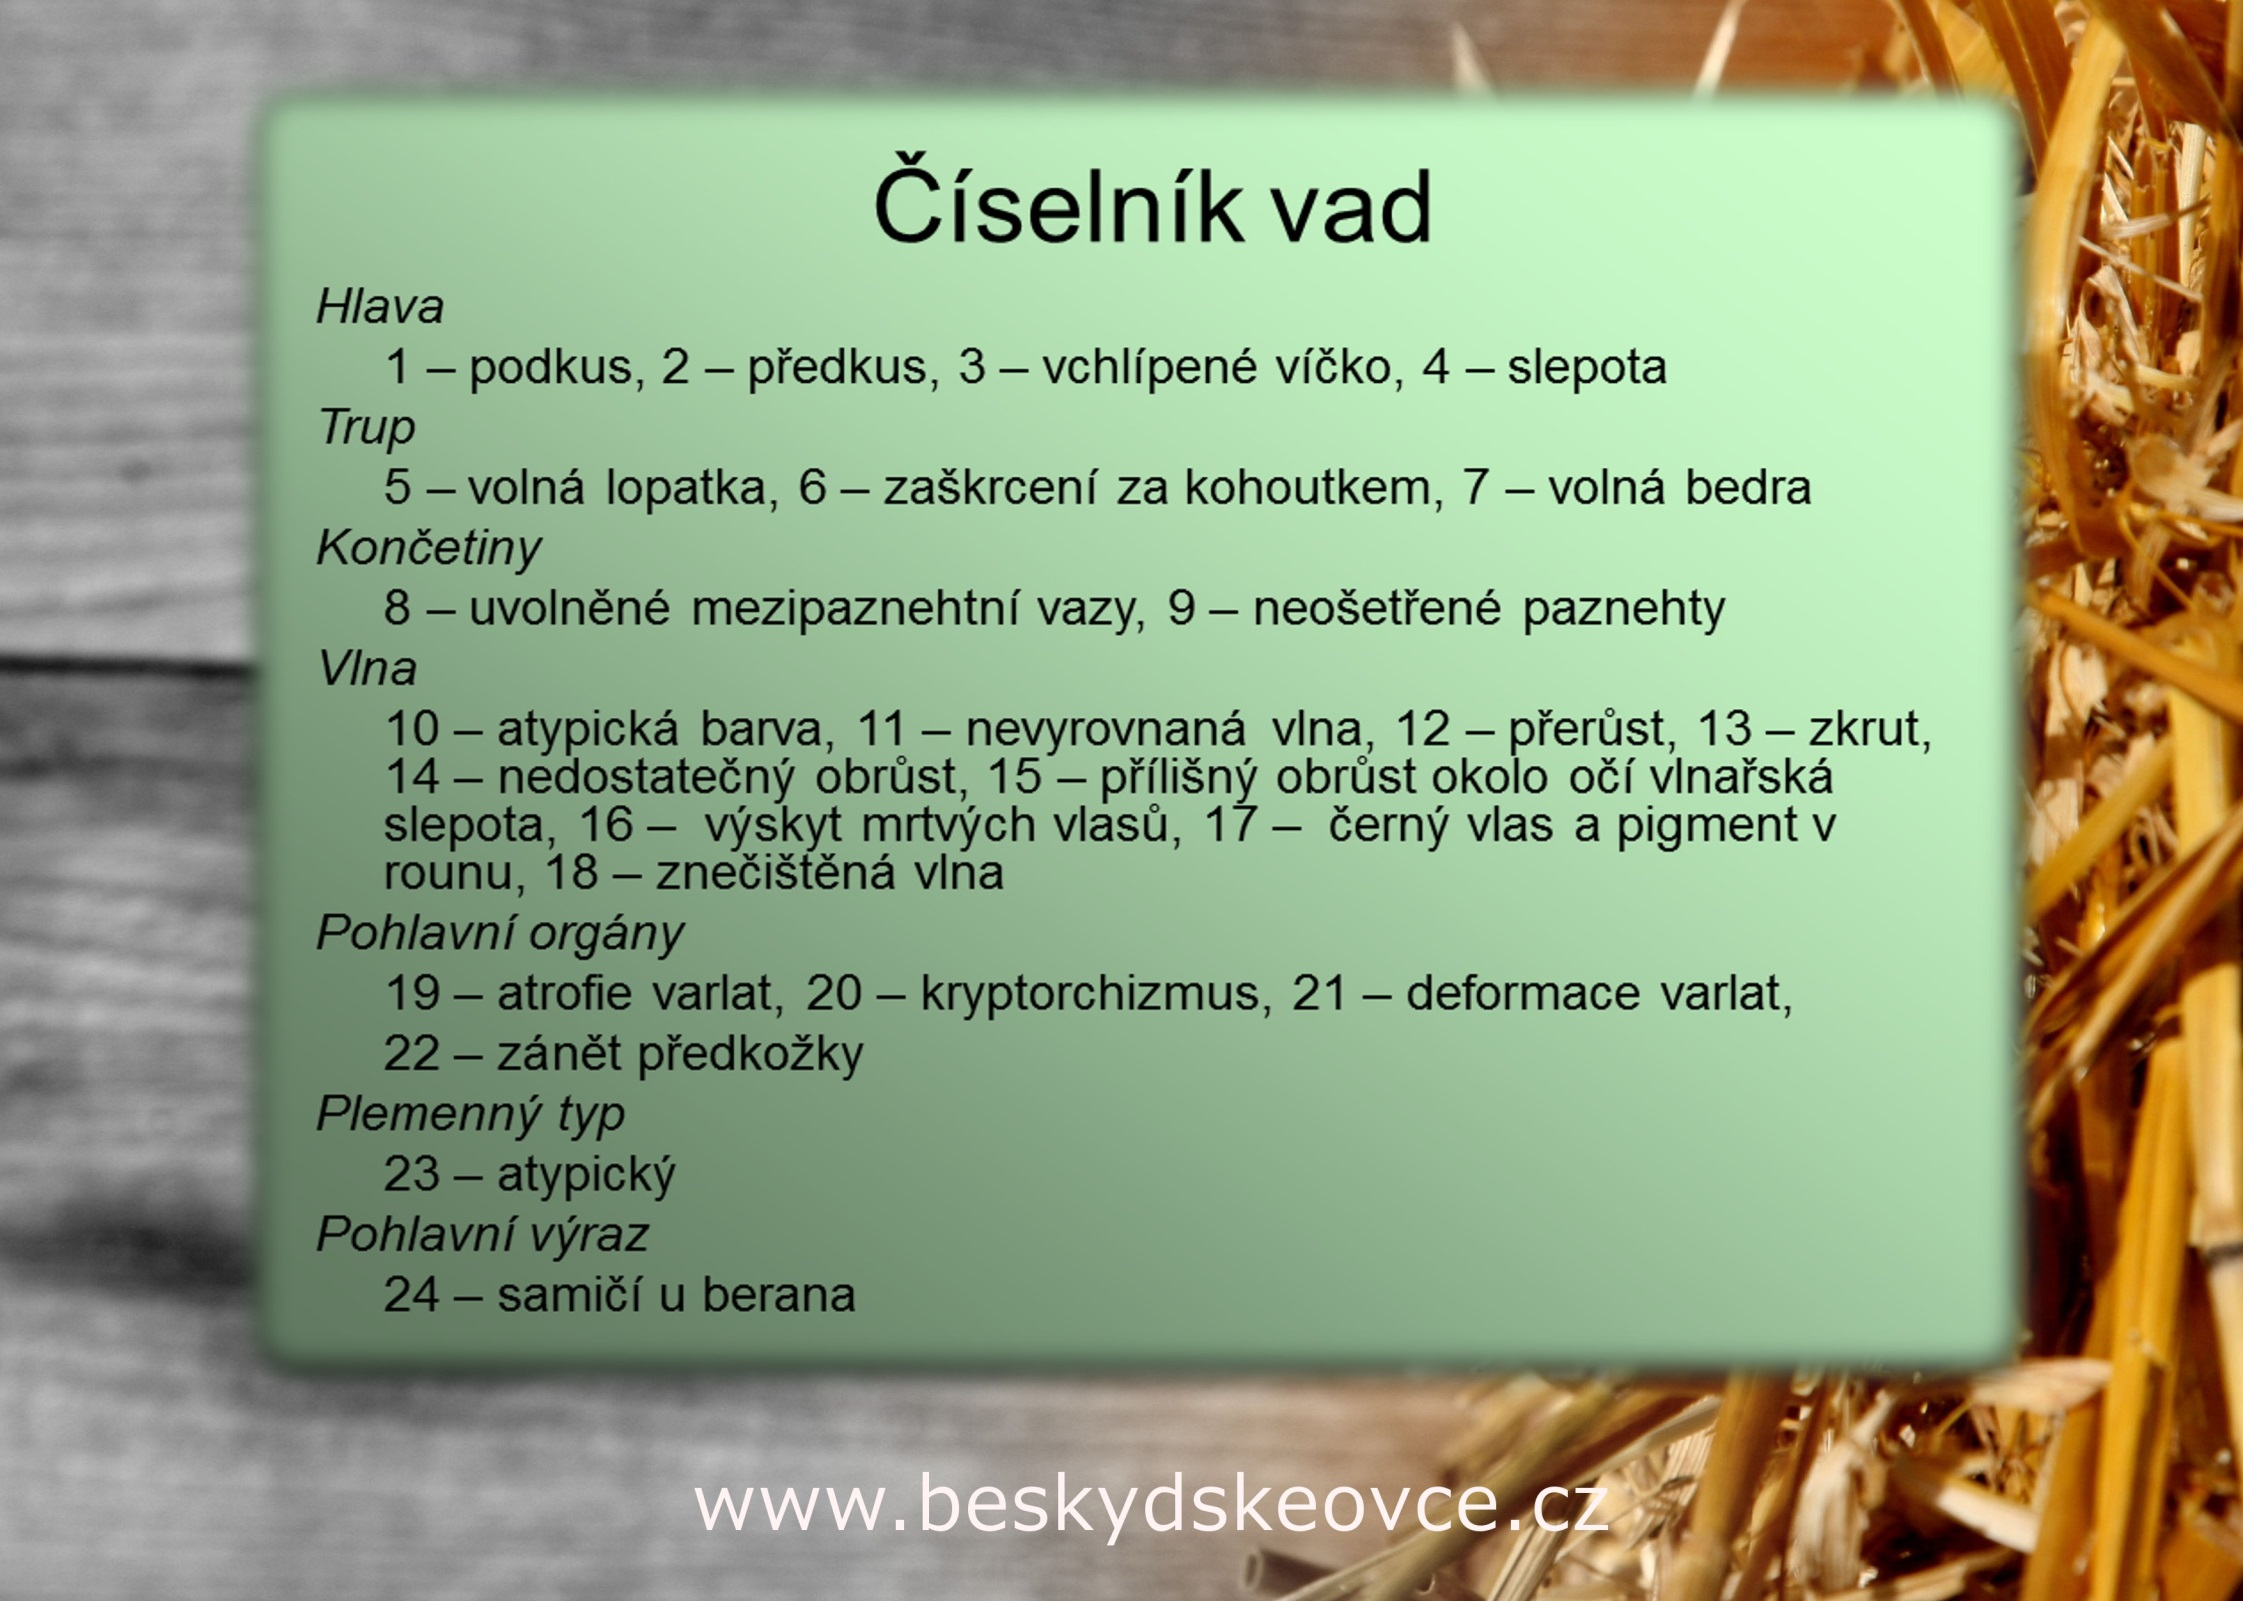 Číselník vad
Hlava
1 – podkus, 2 – předkus, 3 – vchlípené víčko, 4 – slepota
Trup
5 – volná lopatka, 6 – zaškrcení za kohoutkem, 7 – volná bedra
Končetiny
8 – uvolněné mezipaznehtní vazy, 9 – neošetřené paznehty
Vlna
10 – atypická barva, 11 – nevyrovnaná vlna, 12 – přerůst, 13 – zkrut,
14 – nedostatečný obrůst, 15 – přílišný obrůst okolo očí vlnařská
slepota, 16 – výskyt mrtvých vlasů, 17 – černý vlas a pigment v
rounu, 18 – znečištěná vlna
Pohlavní orgány
19 – atrofie varlat, 20 – kryptorchizmus, 21 – deformace varlat,
22 – zánět předkožky
Plemenný typ
23 – atypický
Pohlavní výraz
24 – samičí u berana
www.beskydskeovce.cz